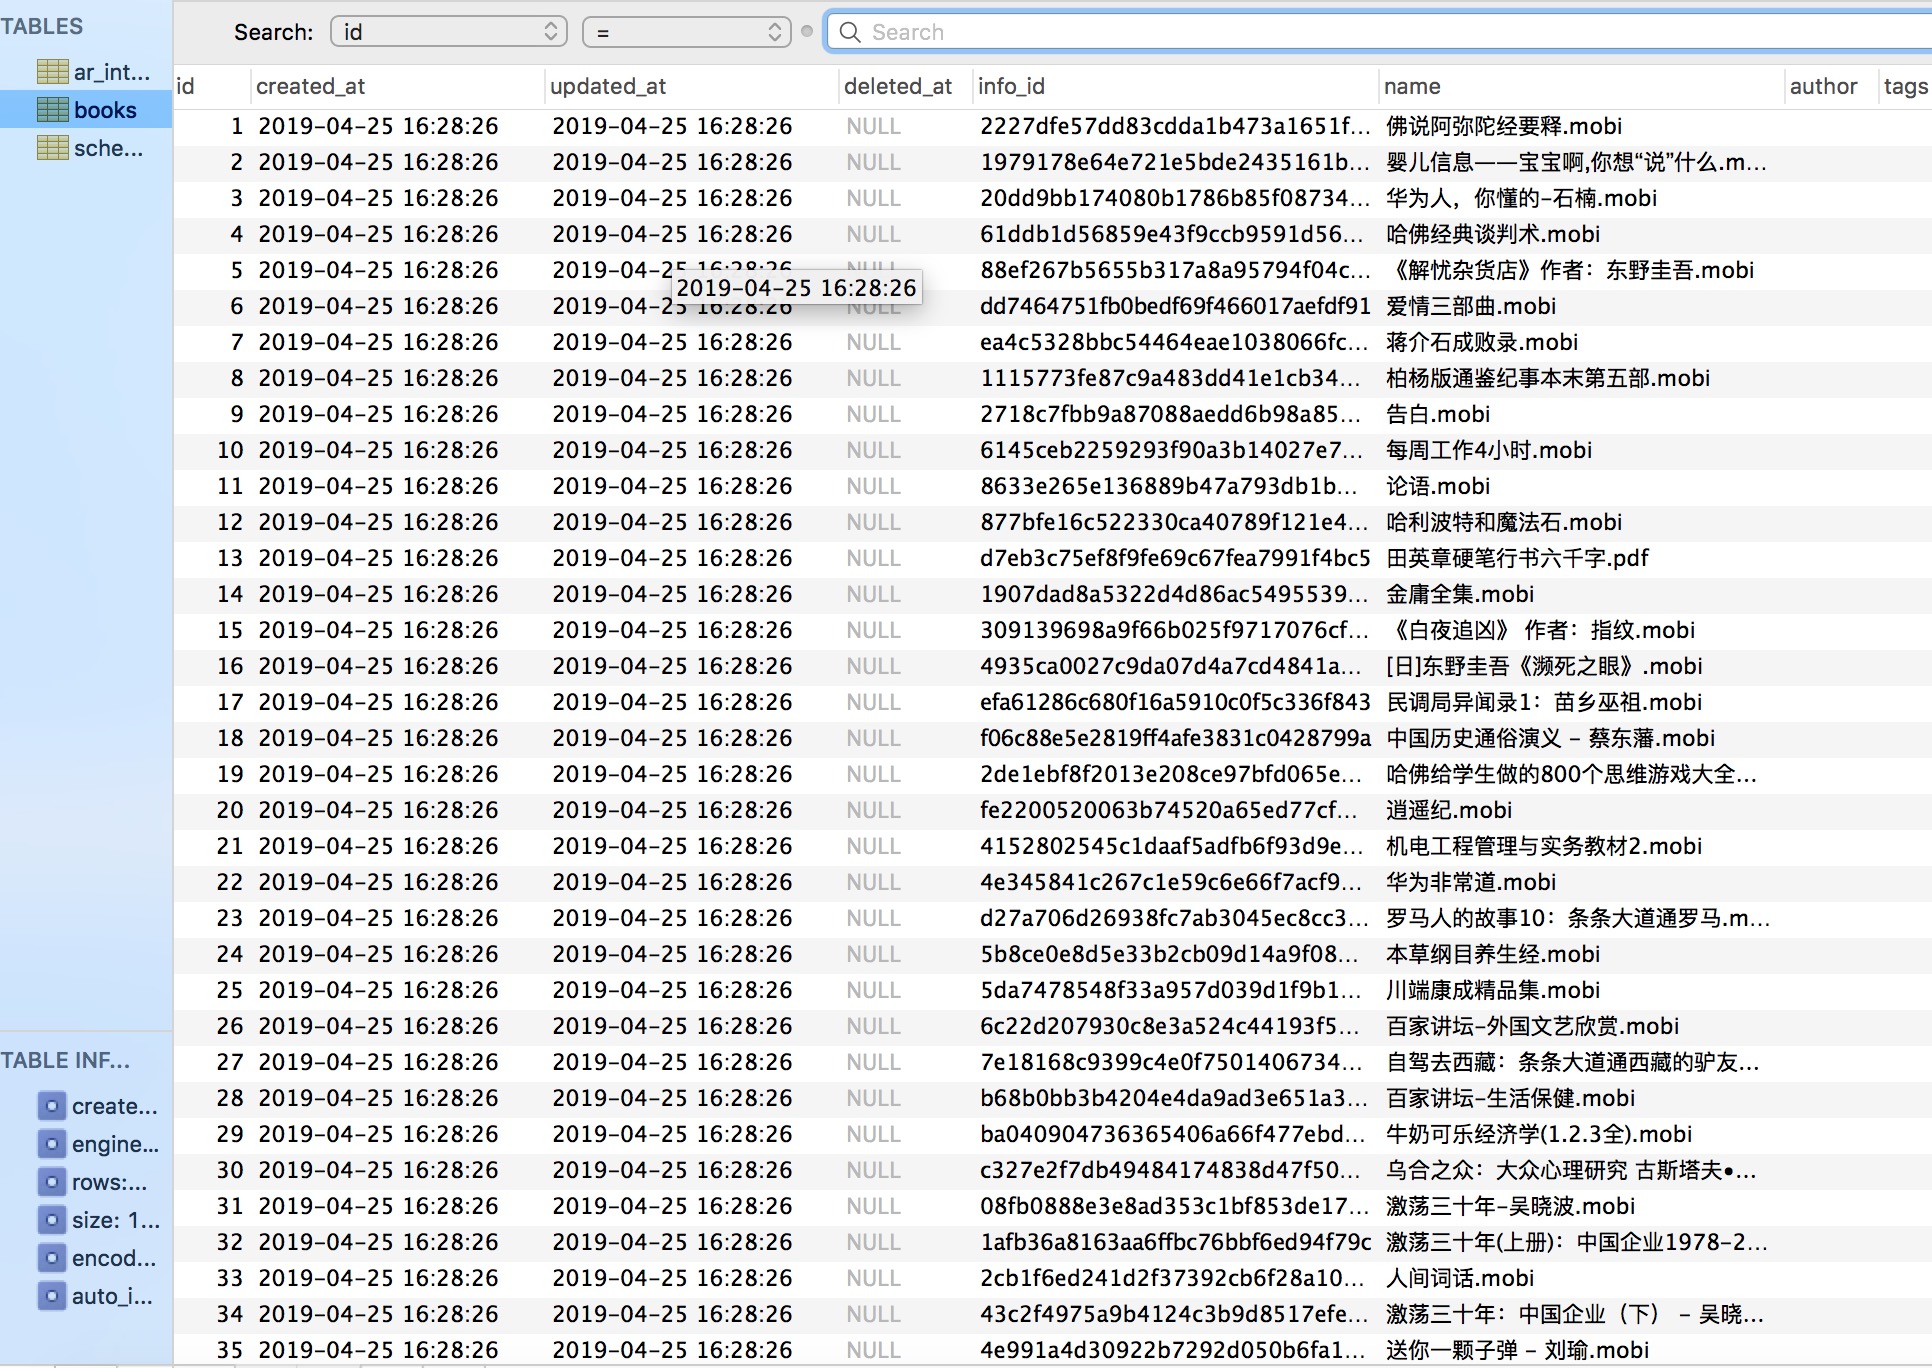 TABLES
ar_int...
books
sche...
TABLE INF...
create...
engine...
rows:...
size: 1...
encod...
auto_i...
Search: id = Search
id created_at updated_at deleted_at info_id name author tags
1 2019-04-25 16:28:26 2019-04-25 16:28:26 NULL 2227dfe57dd83cdda1b473a1651f... 佛说阿弥陀经要释.mobi
2 2019-04-25 16:28:26 2019-04-25 16:28:26 NULL 1979178e64e721e5bde2435161b... 婴儿信息——宝宝啊,你想“说”什么.m...
3 2019-04-25 16:28:26 2019-04-25 16:28:26 NULL 20dd9bb174080b1786b85f08734... 华为人，你懂的-石楠.mobi
4 2019-04-25 16:28:26 2019-04-25 16:28:26 NULL 61ddb1d56859e43f9ccb9591d56... 哈佛经典谈判术.mobi
5 2019-04-25 16:28:26 2019-04-25 16:28:26 NULL 88ef267b5655b317a8a95794f04c... 《解忧杂货店》作者：东野圭吾.mobi
2019-04-25 16:28:26
6 2019-04-25 16:28:26 2019-04-25 16:28:26 NULL dd7464751fb0bedf69f466017aefdf91 爱情三部曲.mobi
7 2019-04-25 16:28:26 2019-04-25 16:28:26 NULL ea4c5328bbc54464eae1038066fc... 蒋介石成败录.mobi
8 2019-04-25 16:28:26 2019-04-25 16:28:26 NULL 1115773fe87c9a483dd41e1cb34... 柏杨版通鉴纪事本末第五部.mobi
9 2019-04-25 16:28:26 2019-04-25 16:28:26 NULL 2718c7fbb9a87088aedd6b98a85... 告白.mobi
10 2019-04-25 16:28:26 2019-04-25 16:28:26 NULL 6145ceb2259293f90a3b14027e7... 每周工作4小时.mobi
11 2019-04-25 16:28:26 2019-04-25 16:28:26 NULL 8633e265e136889b47a793db1b... 论语.mobi
12 2019-04-25 16:28:26 2019-04-25 16:28:26 NULL 877bfe16c522330ca40789f121e4... 哈利波特和魔法石.mobi
13 2019-04-25 16:28:26 2019-04-25 16:28:26 NULL d7eb3c75ef8f9fe69c67fea7991f4bc5 田英章硬笔行书六千字.pdf
14 2019-04-25 16:28:26 2019-04-25 16:28:26 NULL 1907dad8a5322d4d86ac5495539... 金庸全集.mobi
15 2019-04-25 16:28:26 2019-04-25 16:28:26 NULL 309139698a9f66b025f9717076cf... 《白夜追凶》 作者：指纹.mobi
16 2019-04-25 16:28:26 2019-04-25 16:28:26 NULL 4935ca0027c9da07d4a7cd4841a... [日]东野圭吾《濒死之眼》.mobi
17 2019-04-25 16:28:26 2019-04-25 16:28:26 NULL efa61286c680f16a5910c0f5c336f843 民调局异闻录1：苗乡巫祖.mobi
18 2019-04-25 16:28:26 2019-04-25 16:28:26 NULL f06c88e5e2819ff4afe3831c0428799a 中国历史通俗演义 - 蔡东藩.mobi
19 2019-04-25 16:28:26 2019-04-25 16:28:26 NULL 2de1ebf8f2013e208ce97bfd065e... 哈佛给学生做的800个思维游戏大全...
20 2019-04-25 16:28:26 2019-04-25 16:28:26 NULL fe2200520063b74520a65ed77cf... 逍遥纪.mobi
21 2019-04-25 16:28:26 2019-04-25 16:28:26 NULL 4152802545c1daaf5adfb6f93d9e... 机电工程管理与实务教材2.mobi
22 2019-04-25 16:28:26 2019-04-25 16:28:26 NULL 4e345841c267c1e59c6e66f7acf9... 华为非常道.mobi
23 2019-04-25 16:28:26 2019-04-25 16:28:26 NULL d27a706d26938fc7ab3045ec8cc3... 罗马人的故事10：条条大道通罗马.m...
24 2019-04-25 16:28:26 2019-04-25 16:28:26 NULL 5b8ce0e8d5e33b2cb09d14a9f08... 本草纲目养生经.mobi
25 2019-04-25 16:28:26 2019-04-25 16:28:26 NULL 5da7478548f33a957d039d1f9b1... 川端康成精品集.mobi
26 2019-04-25 16:28:26 2019-04-25 16:28:26 NULL 6c22d207930c8e3a524c44193f5... 百家讲坛-外国文艺欣赏.mobi
27 2019-04-25 16:28:26 2019-04-25 16:28:26 NULL 7e18168c9399c4e0f7501406734... 自驾去西藏：条条大道通西藏的驴友...
28 2019-04-25 16:28:26 2019-04-25 16:28:26 NULL b68b0bb3b4204e4da9ad3e651a3... 百家讲坛-生活保健.mobi
29 2019-04-25 16:28:26 2019-04-25 16:28:26 NULL ba040904736365406a66f477ebd... 牛奶可乐经济学(1.2.3全).mobi
30 2019-04-25 16:28:26 2019-04-25 16:28:26 NULL c327e2f7db49484174838d47f50... 乌合之众：大众心理研究 古斯塔夫•...
31 2019-04-25 16:28:26 2019-04-25 16:28:26 NULL 08fb0888e3e8ad353c1bf853de17... 激荡三十年-吴晓波.mobi
32 2019-04-25 16:28:26 2019-04-25 16:28:26 NULL 1afb36a8163aa6ffbc76bbf6ed94f79c 激荡三十年(上册)：中国企业1978-2...
33 2019-04-25 16:28:26 2019-04-25 16:28:26 NULL 2cb1f6ed241d2f37392cb6f28a10... 人间词话.mobi
34 2019-04-25 16:28:26 2019-04-25 16:28:26 NULL 43c2f4975a9b4124c3b9d8517efe... 激荡三十年：中国企业（下） - 吴晓...
35 2019-04-25 16:28:26 2019-04-25 16:28:26 NULL 4e991a4d30922b7292d050b6fa1... 送你一颗子弹 - 刘瑜.mobi